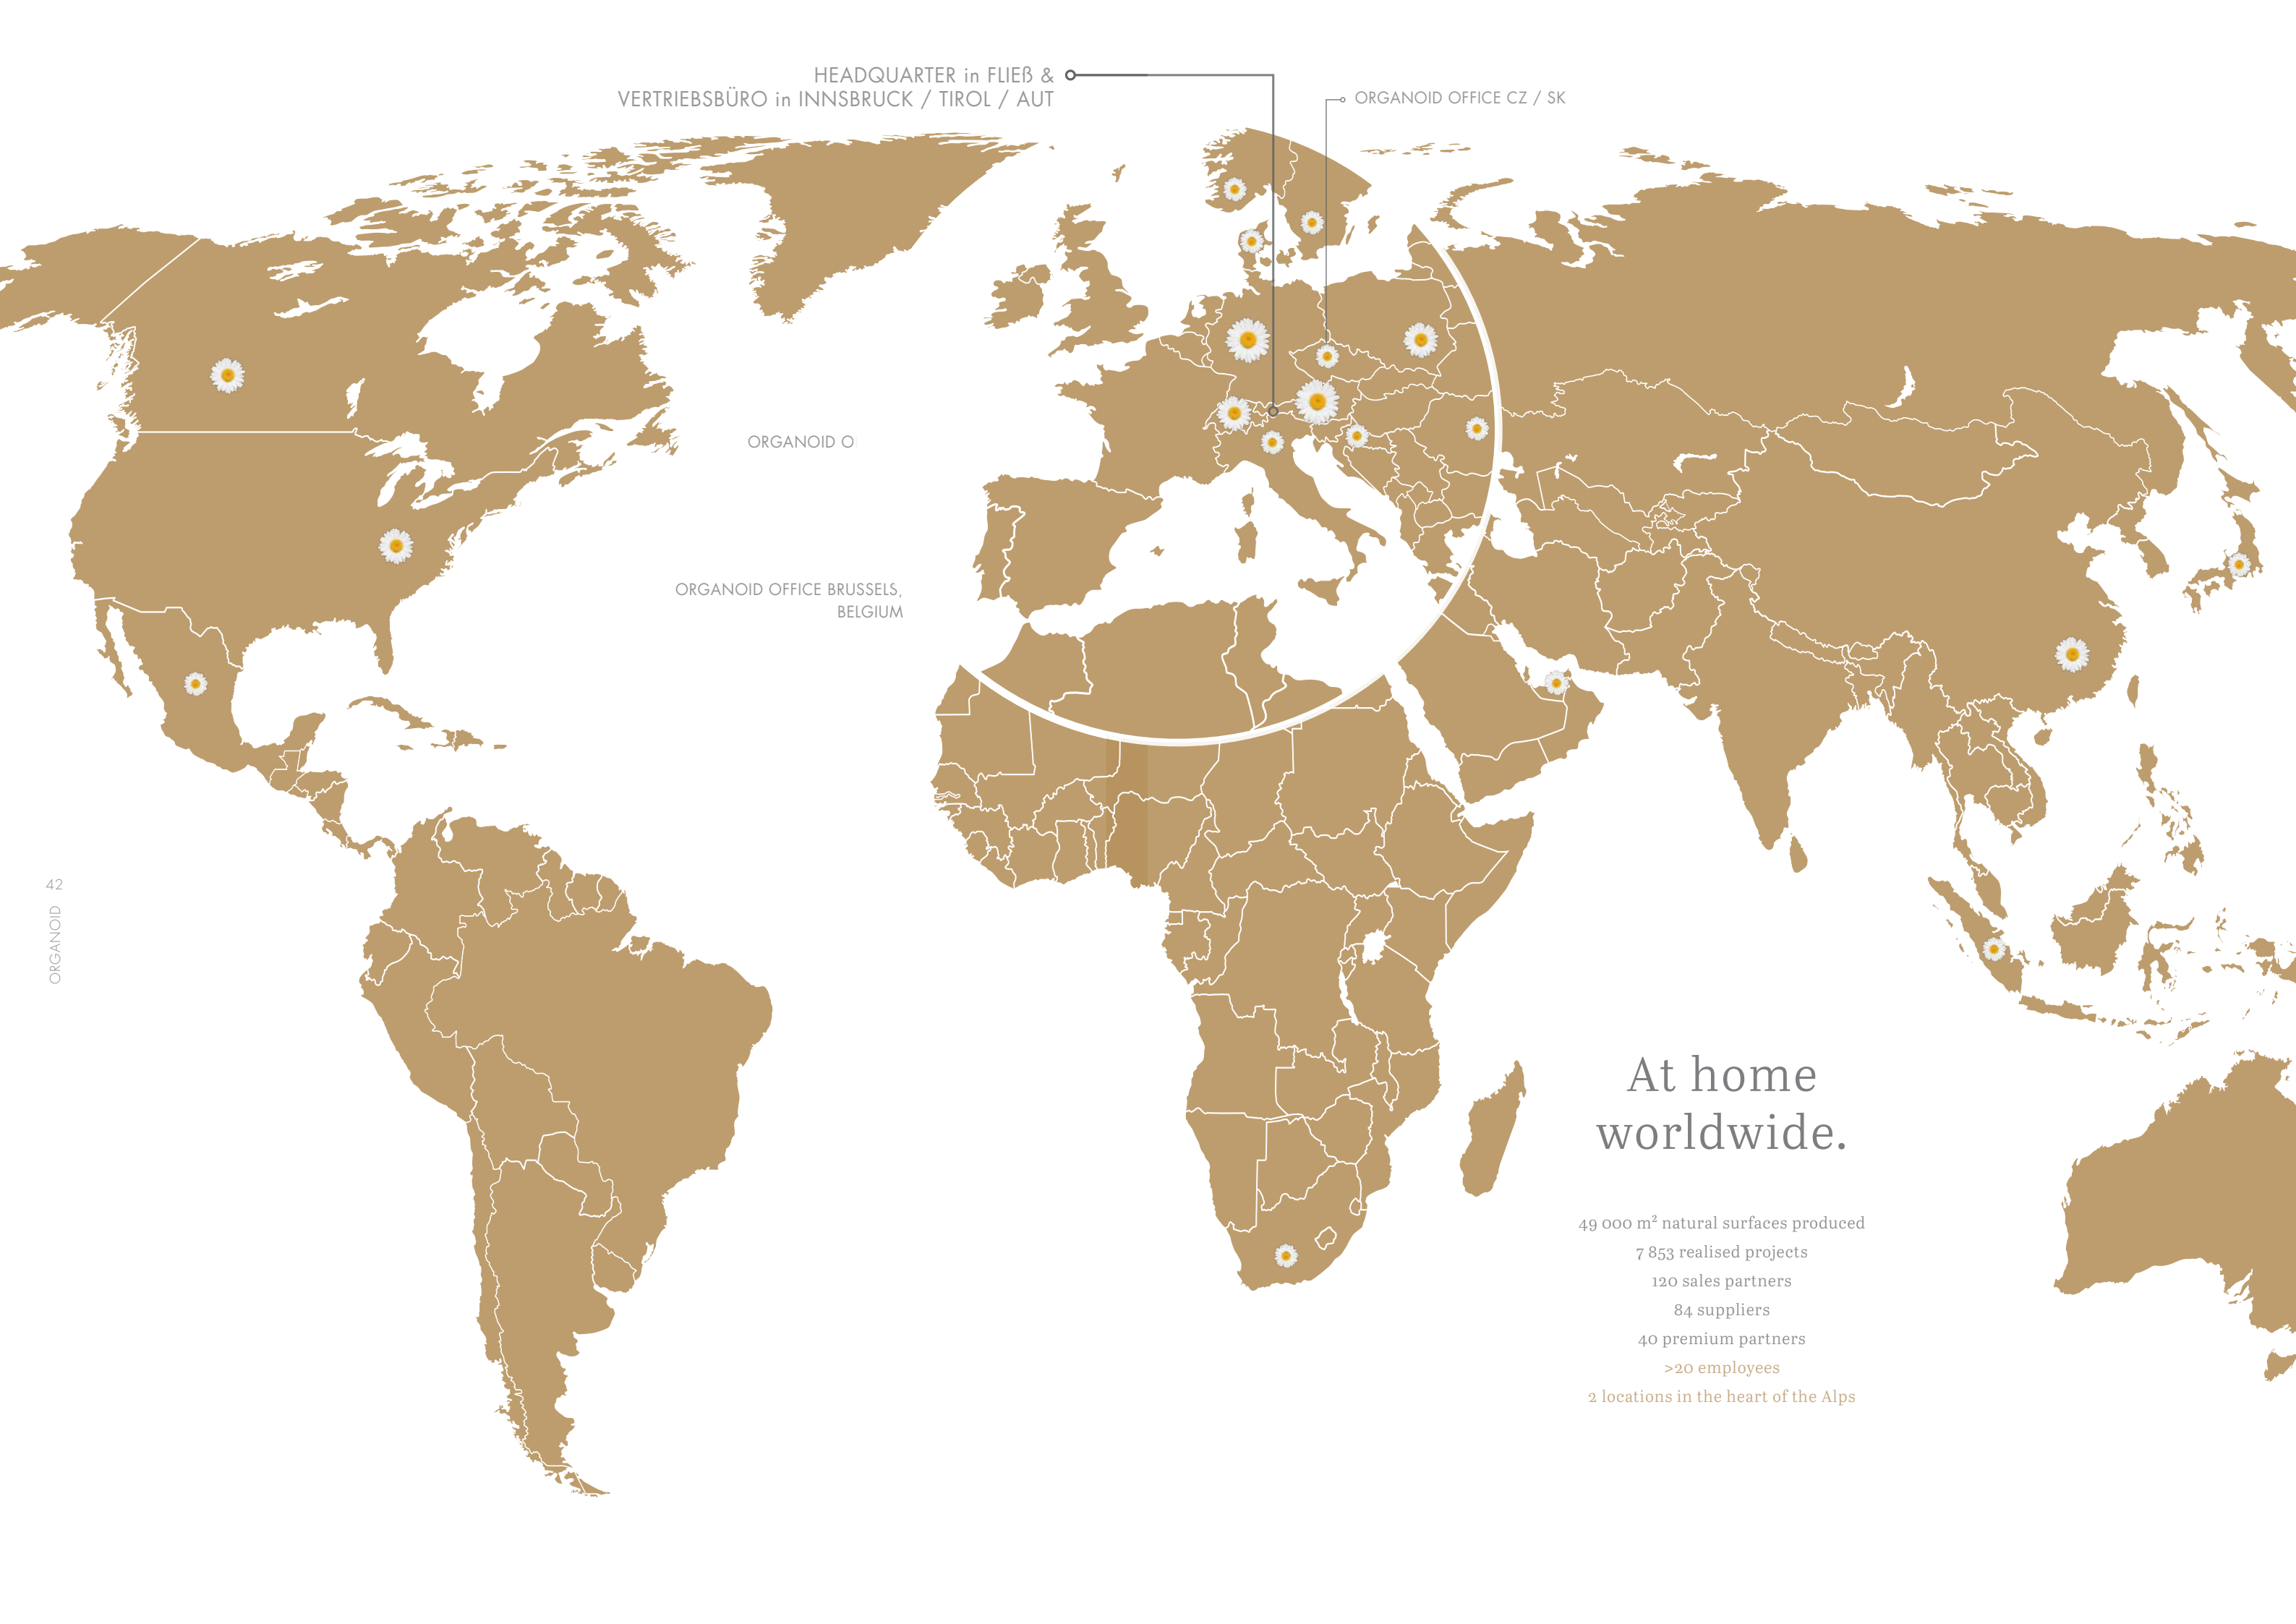 HEADQUARTER in FLIEß &
VERTRIEBSBÜRO in INNSBRUCK / TIROL / AUT
ORGANOID OFFICE CZ / SK
ORGANOID O
ORGANOID OFFICE BRUSSELS,
BELGIUM
42
ORGANOID
At home
worldwide.
49 000 m² natural surfaces produced
7 853 realised projects
120 sales partners
84 suppliers
40 premium partners
>20 employees
2 locations in the heart of the Alps